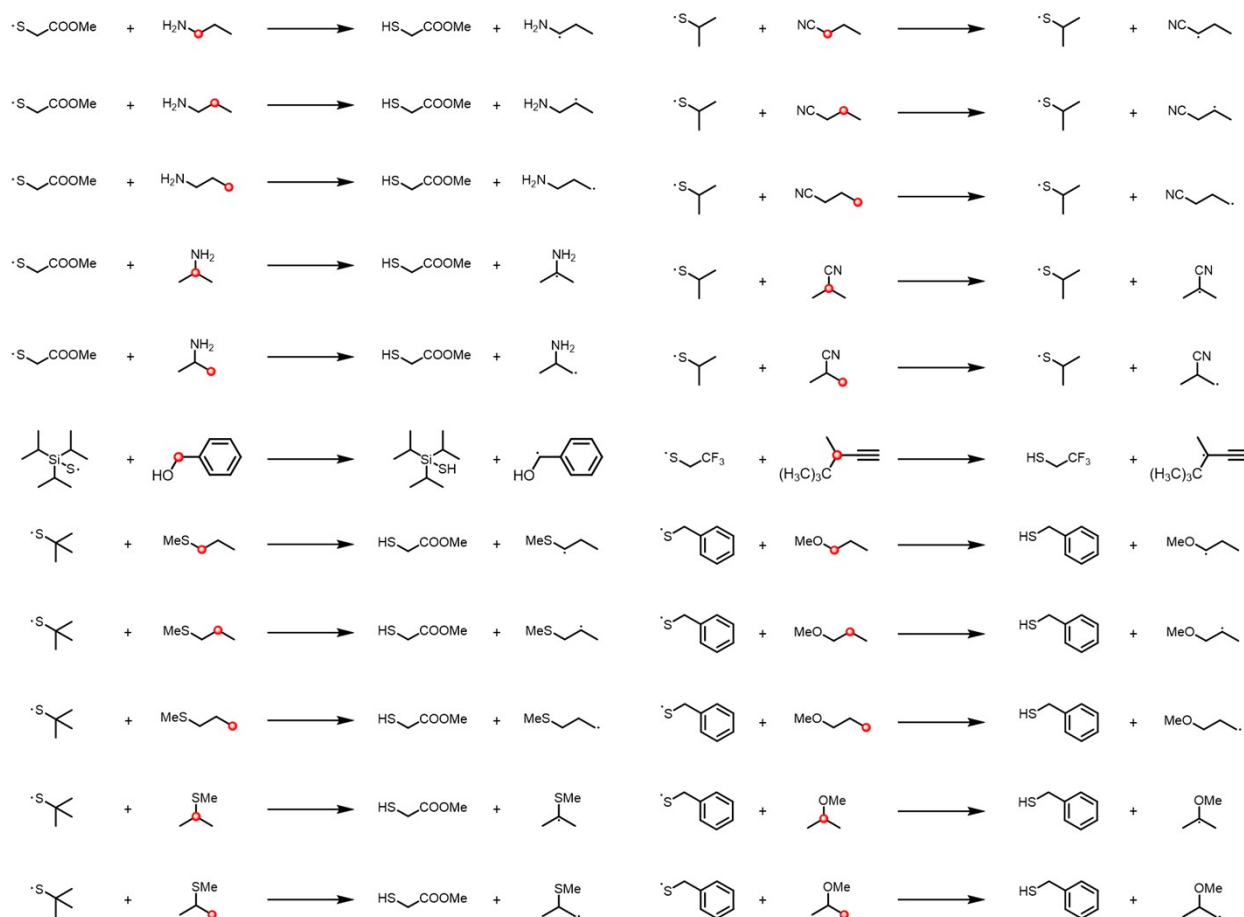 ·S COOMe + H₂N HS COOMe + H₂N · ·S + NC ·S + NC ·
·S COOMe + H₂N HS COOMe + H₂N · ·S + NC ·S + NC ·
·S COOMe + H₂N HS COOMe + H₂N · ·S + NC ·S + NC ·
NH₂ NH₂ CN CN
·S COOMe + HS COOMe + · ·S + ·S + ·
NH₂ NH₂ CN CN
·S COOMe + HS COOMe + · ·S + ·S + ·
Si S· + HO Si SH + HO · ·S CF₃ + (H₃C)₃C HS CF₃ + (H₃C)₃C ·
·S + MeS HS COOMe + MeS · ·S + MeO HS + MeO ·
·S + MeS HS COOMe + MeS · ·S + MeO HS + MeO ·
·S + MeS HS COOMe + MeS · ·S + MeO HS + MeO ·
SMe SMe OMe OMe
·S + HS COOMe + · ·S + HS + ·
SMe SMe OMe OMe
·S + HS COOMe + · ·S + HS + ·